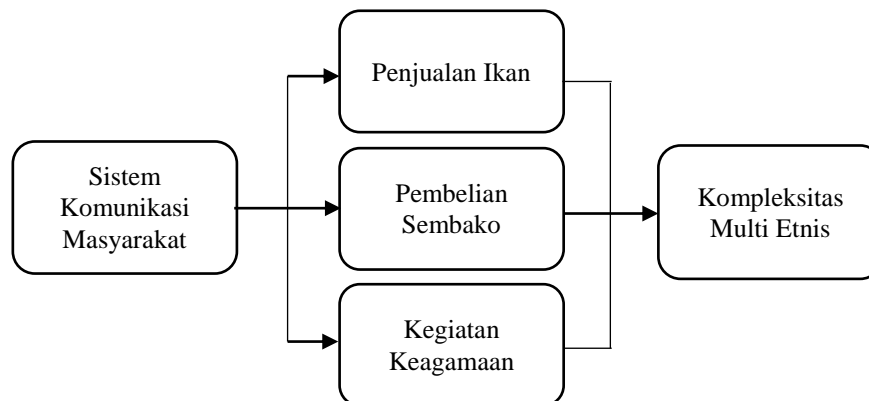 Sistem
Komunikasi
Masyarakat
Penjualan Ikan
Pembelian
Sembako
Kegiatan
Keagamaan
Kompleksitas
Multi Etnis